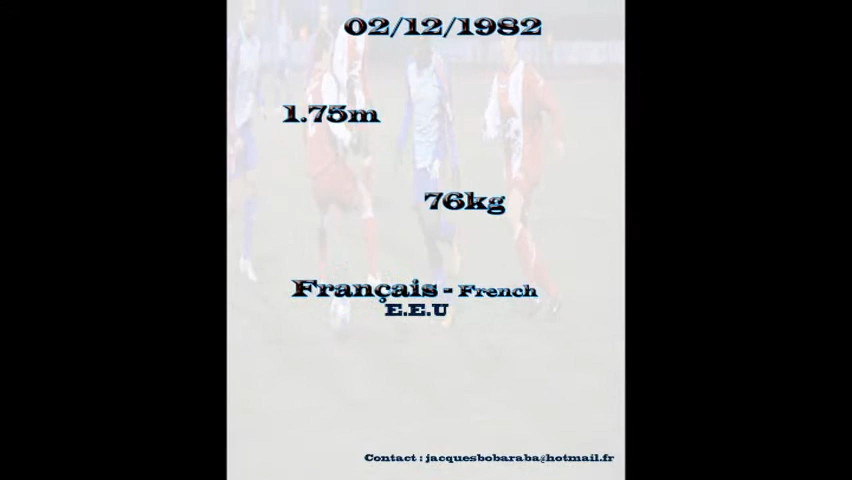 02/12/1982
1.75m
76kg
Français - French
E.E.U
Contact : jacquesbobaraba@hotmail.fr